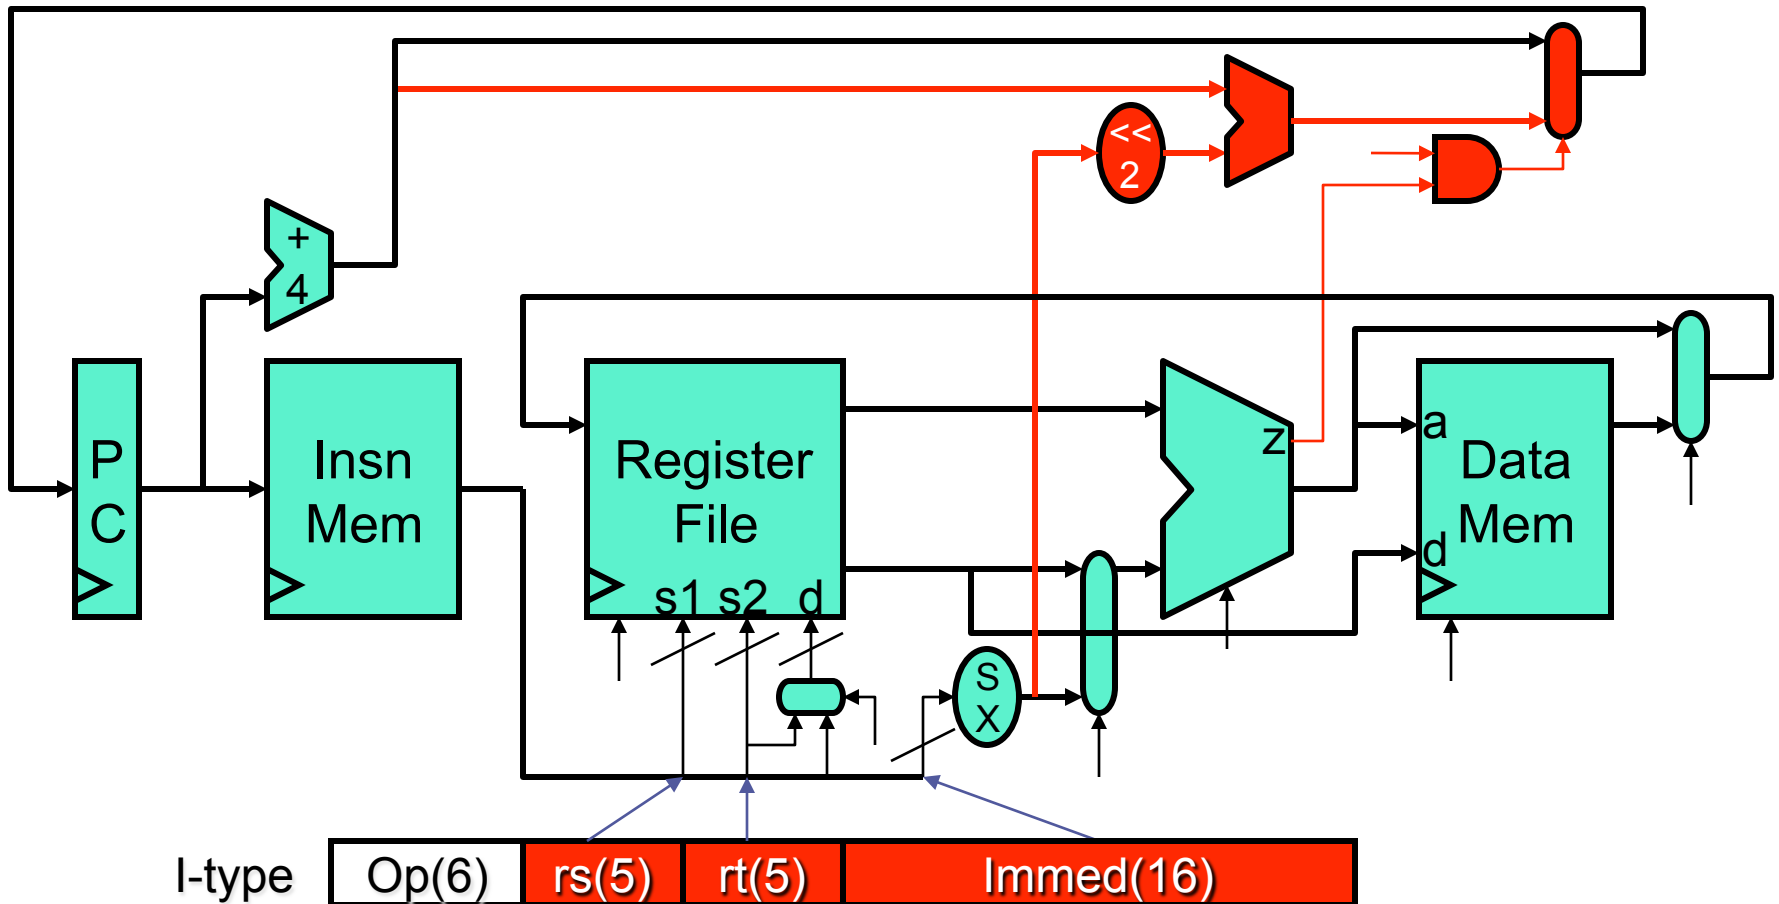 <<
2
+
4
P
C
Insn
Mem
Register
File
s1 s2 d
z
a
d
Data
Mem
S
X
I-type Op(6) rs(5) rt(5) Immed(16)